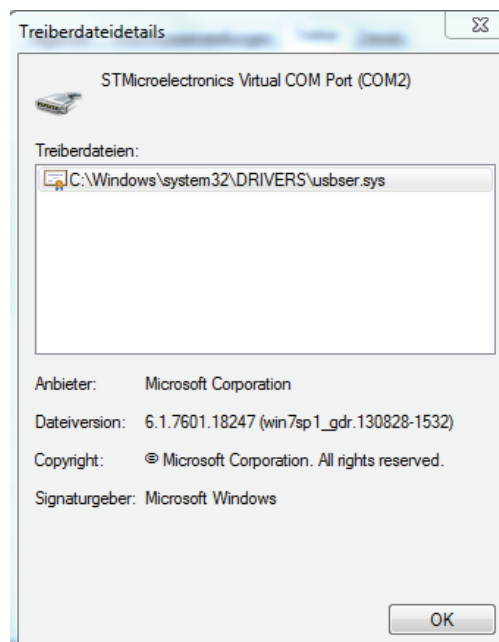 Treiberdateidetails
STMicroelectronics Virtual COM Port (COM2)
Treiberdateien:
C:\Windows\system32\DRIVERS\usbser.sys
Anbieter: Microsoft Corporation
Dateiversion: 6.1.7601.18247 (win7sp1_gdr.130828-1532)
Copyright: © Microsoft Corporation. All rights reserved.
Signaturgeber: Microsoft Windows
OK